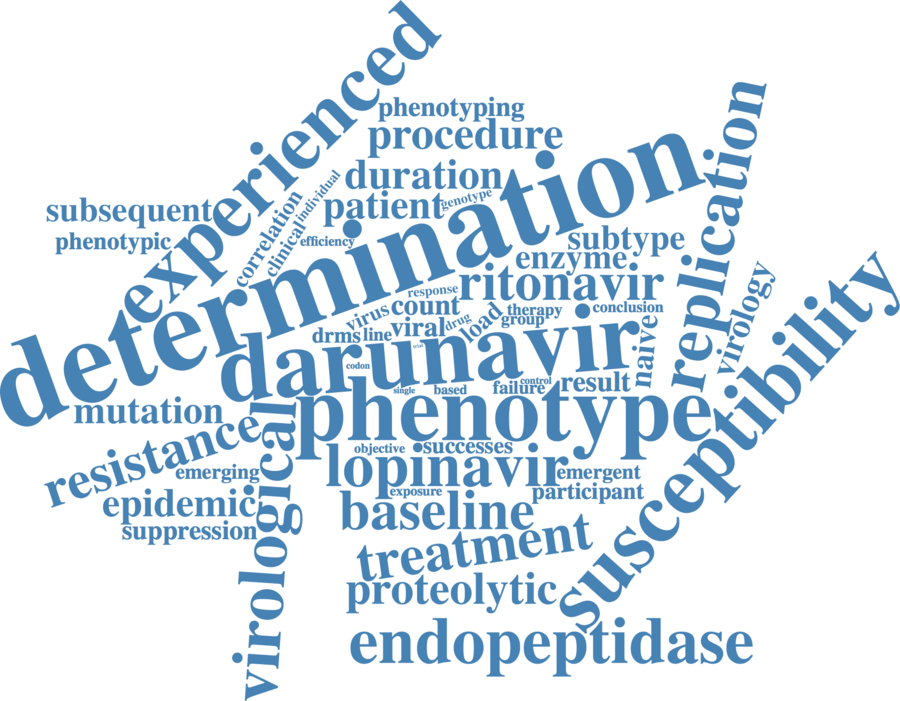 experienced
phenotyping
procedure
duration
individual
subsequent
patient
genotype
correlation
clinical
phenotypic
efficiency
determination
subtype
enzyme
replication
ritonavir
response
virology
virus
count
therapy
conclusion
drms
line
viral
drug
load
group
naive
darunavir
codon
single
based
failure
control
result
susceptibility
mutation
phenotype
resistance
virological
objective
successes
emerging
lopinavir
emergent
exposure
participant
epidemic
baseline
suppression
treatment
proteolytic
endopeptidase